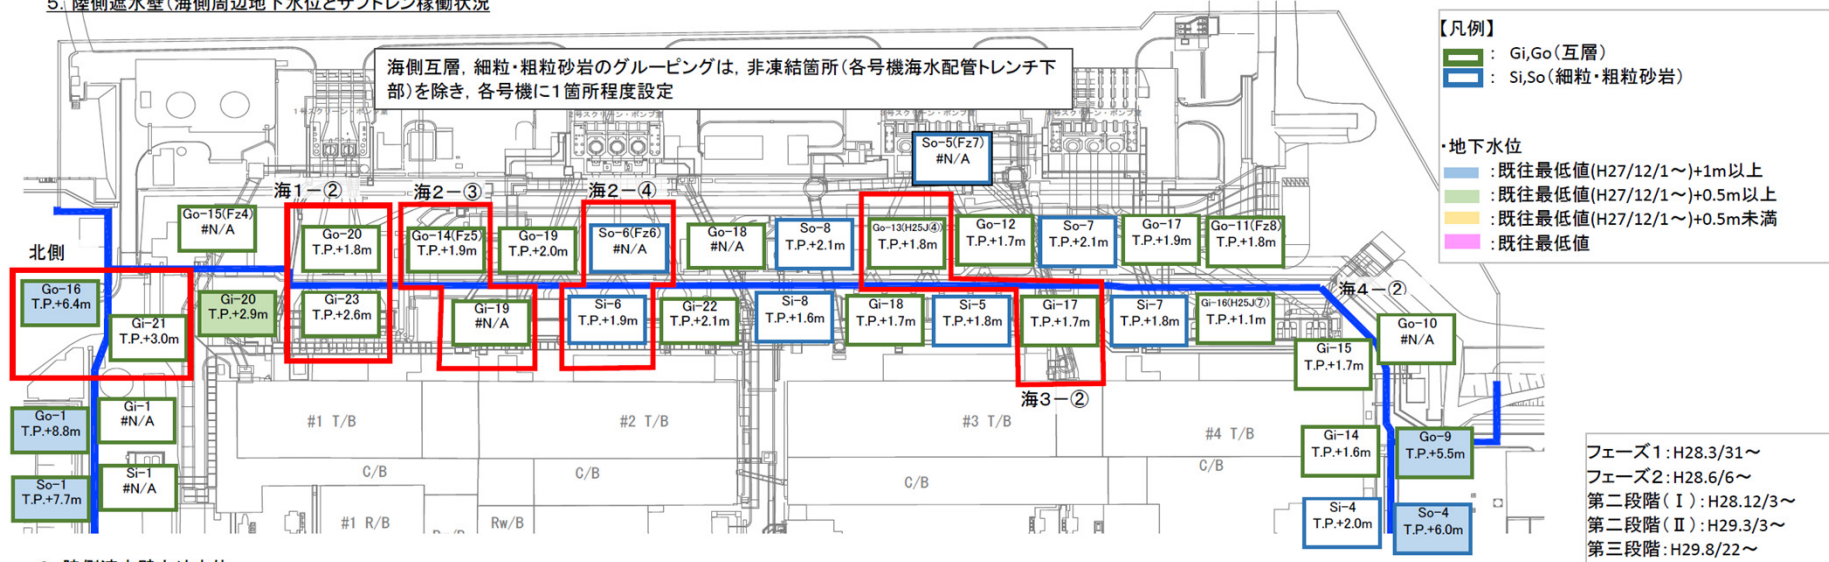 5. 陸側遮水壁（海側周辺地下水位とサブドレン稼働状況
海側互層，細粒・粗粒砂岩のグルーピングは，非凍結箇所（各号機海水配管トレンチ下
部）を除き，各号機に1箇所程度設定
【凡例】
： Gi,Go（互層）
： Si,So（細粒・粗粒砂岩）
・地下水位
：既往最低値(H27/12/1～)+1m以上
：既往最低値(H27/12/1～)+0.5m以上
：既往最低値(H27/12/1～)+0.5m未満
：既往最低値
So-5(Fz7)
#N/A
海1-②
海2-③
海2-④
Go-15(Fz4)
#N/A
Go-20
T.P.+1.8m
Go-14(Fz5)
T.P.+1.9m
Go-19
T.P.+2.0m
So-6(Fz6)
#N/A
Go-18
#N/A
So-8
T.P.+2.1m
Go-13(H25J④)
T.P.+1.8m
Go-12
T.P.+1.7m
So-7
T.P.+2.1m
Go-17
T.P.+1.9m
Go-11(Fz8)
T.P.+1.8m
北側
Go-16
T.P.+6.4m
Gi-21
T.P.+3.0m
Gi-20
T.P.+2.9m
Gi-23
T.P.+2.6m
Gi-19
#N/A
Si-6
T.P.+1.9m
Gi-22
T.P.+2.1m
Si-8
T.P.+1.6m
Gi-18
T.P.+1.7m
Si-5
T.P.+1.8m
Gi-17
T.P.+1.7m
Si-7
T.P.+1.8m
Gi-16(H25J⑦)
T.P.+1.1m
海4-②
Go-10
#N/A
Gi-15
T.P.+1.7m
海3-②
Go-1
T.P.+8.8m
Gi-1
#N/A
So-1
T.P.+7.7m
Si-1
#N/A
#1 T/B
#2 T/B
#3 T/B
#4 T/B
C/B
C/B
C/B
C/B
#1 R/B
Rw/B
Gi-14
T.P.+1.6m
Go-9
T.P.+5.5m
Si-4
T.P.+2.0m
So-4
T.P.+6.0m
フェーズ1：H28.3/31～
フェーズ2：H28.6/6～
第二段階（Ⅰ）：H28.12/3～
第二段階（Ⅱ）：H29.3/3～
第三段階：H29.8/22～